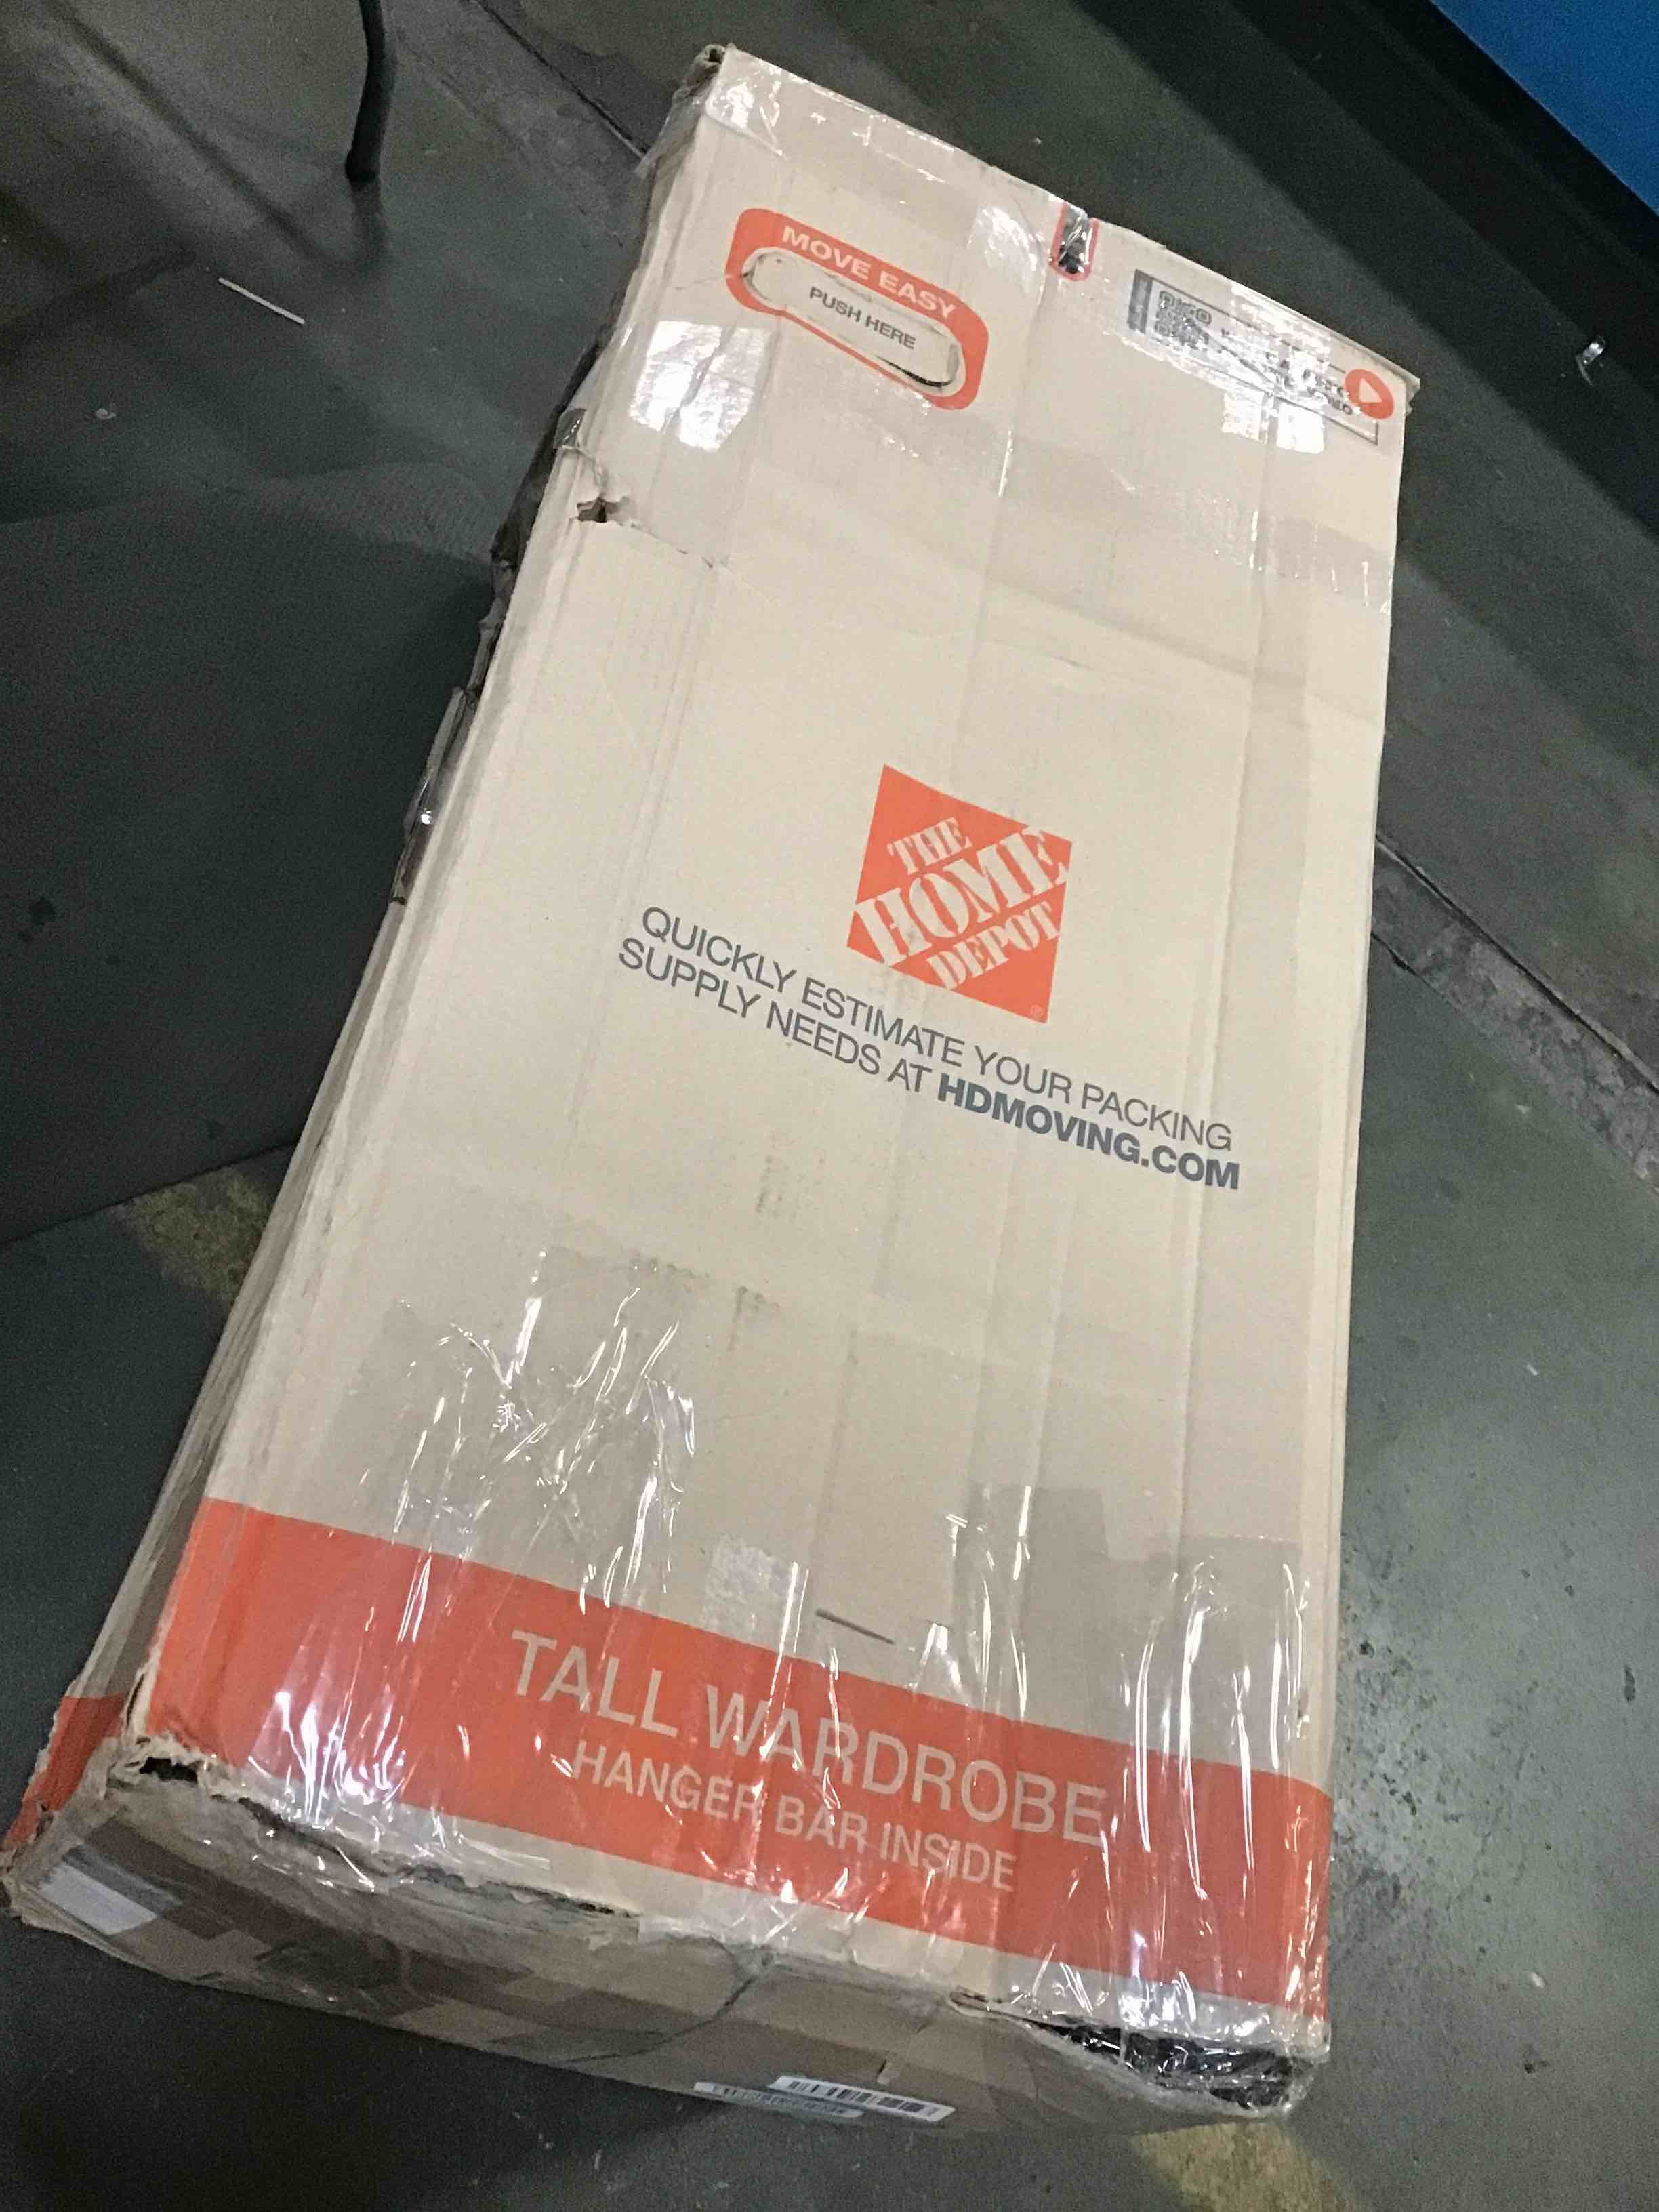 MOVE EASY
PUSH HERE
THE
HOME
DEPOT
QUICKLY ESTIMATE YOUR PACKING
SUPPLY NEEDS AT HDMOVING.COM
TALL WARDROBE
HANGER BAR INSIDE